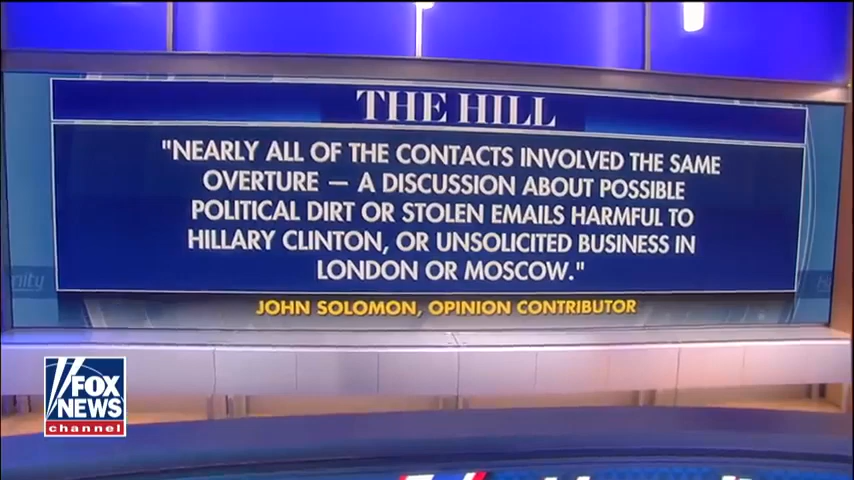 THE HILL
"NEARLY ALL OF THE CONTACTS INVOLVED THE SAME
OVERTURE — A DISCUSSION ABOUT POSSIBLE
POLITICAL DIRT OR STOLEN EMAILS HARMFUL TO
HILLARY CLINTON, OR UNSOLICITED BUSINESS IN
LONDON OR MOSCOW."
JOHN SOLOMON, OPINION CONTRIBUTOR
FOX
NEWS
channel